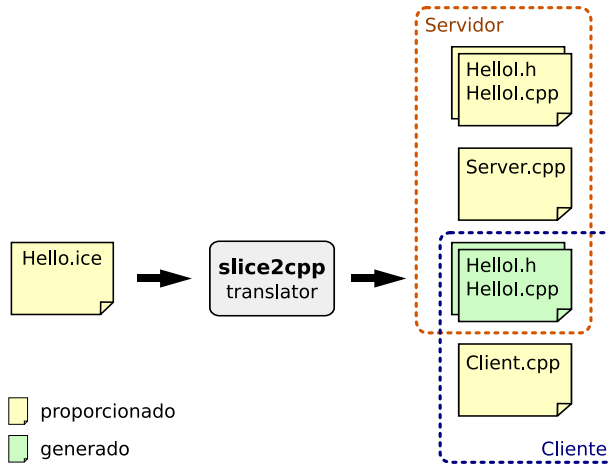 Servidor
HelloI.h
HelloI.cpp
Server.cpp
Hello.ice
slice2cpp
translator
HelloI.h
HelloI.cpp
Client.cpp
proporcionado
generado
Cliente